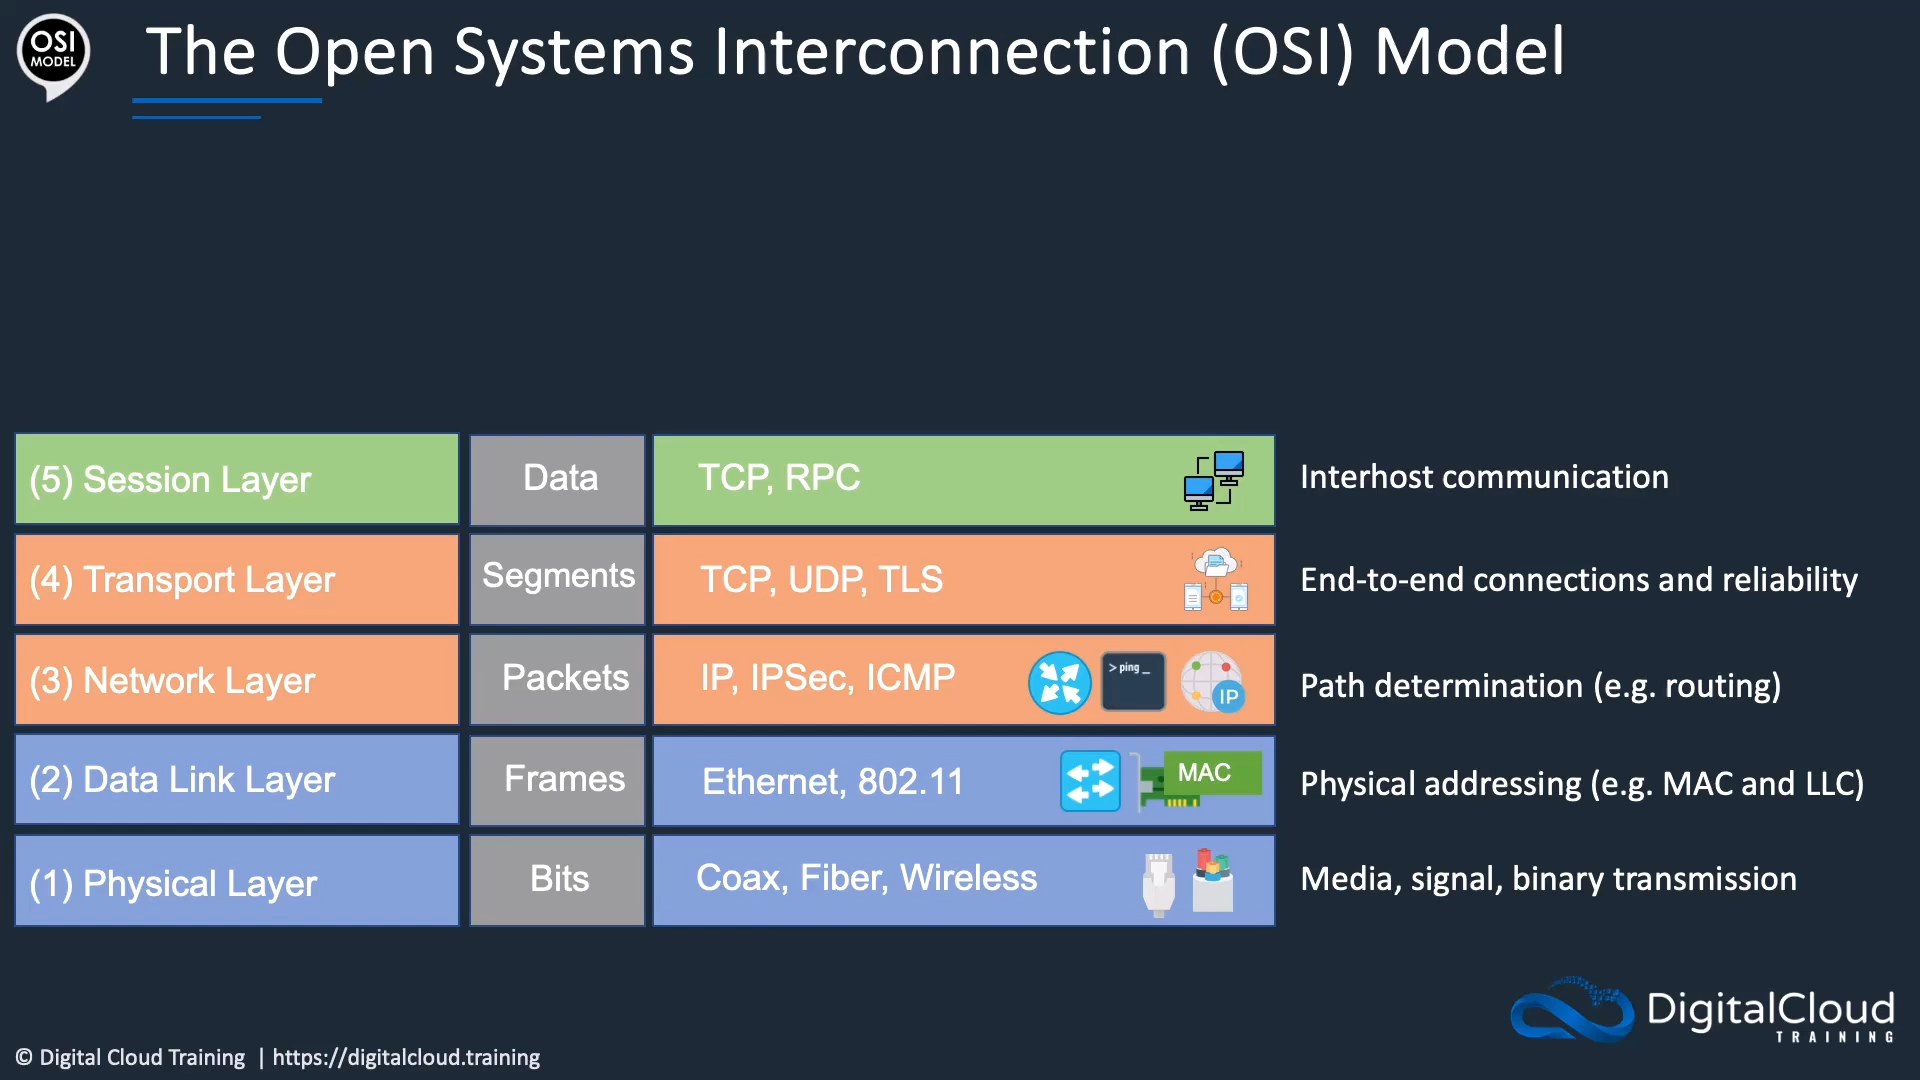 OSI
MODEL
The Open Systems Interconnection (OSI) Model
(5) Session Layer
Data
TCP, RPC
Interhost communication
(4) Transport Layer
Segments
TCP, UDP, TLS
End-to-end connections and reliability
(3) Network Layer
Packets
IP, IPSec, ICMP
> ping _
IP
Path determination (e.g. routing)
(2) Data Link Layer
Frames
Ethernet, 802.11
MAC
Physical addressing (e.g. MAC and LLC)
(1) Physical Layer
Bits
Coax, Fiber, Wireless
Media, signal, binary transmission
DigitalCloud
TRAINING
© Digital Cloud Training | https://digitalcloud.training